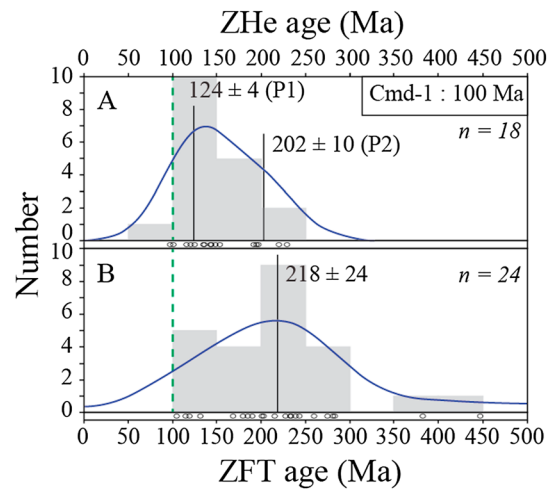 ZHe age (Ma)
0 50 100 150 200 250 300 350 400 450 500
10
8
6
4
2
0
A
124 ± 4 (P1)
202 ± 10 (P2)
Cmd-1 : 100 Ma
n = 18
Number
10
8
6
4
2
0
B
218 ± 24
n = 24
0 50 100 150 200 250 300 350 400 450 500
ZFT age (Ma)